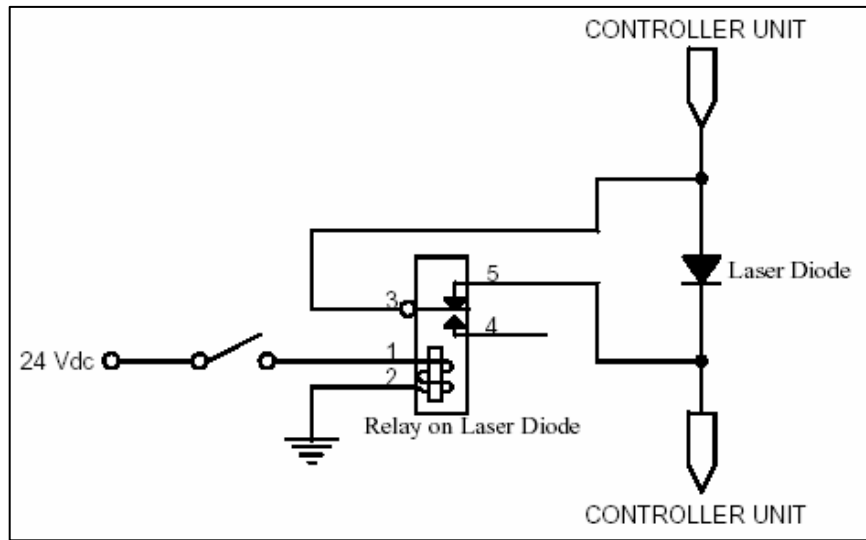 CONTROLLER UNIT
Laser Diode
5
3
4
24 Vdc
1
2
Relay on Laser Diode
CONTROLLER UNIT